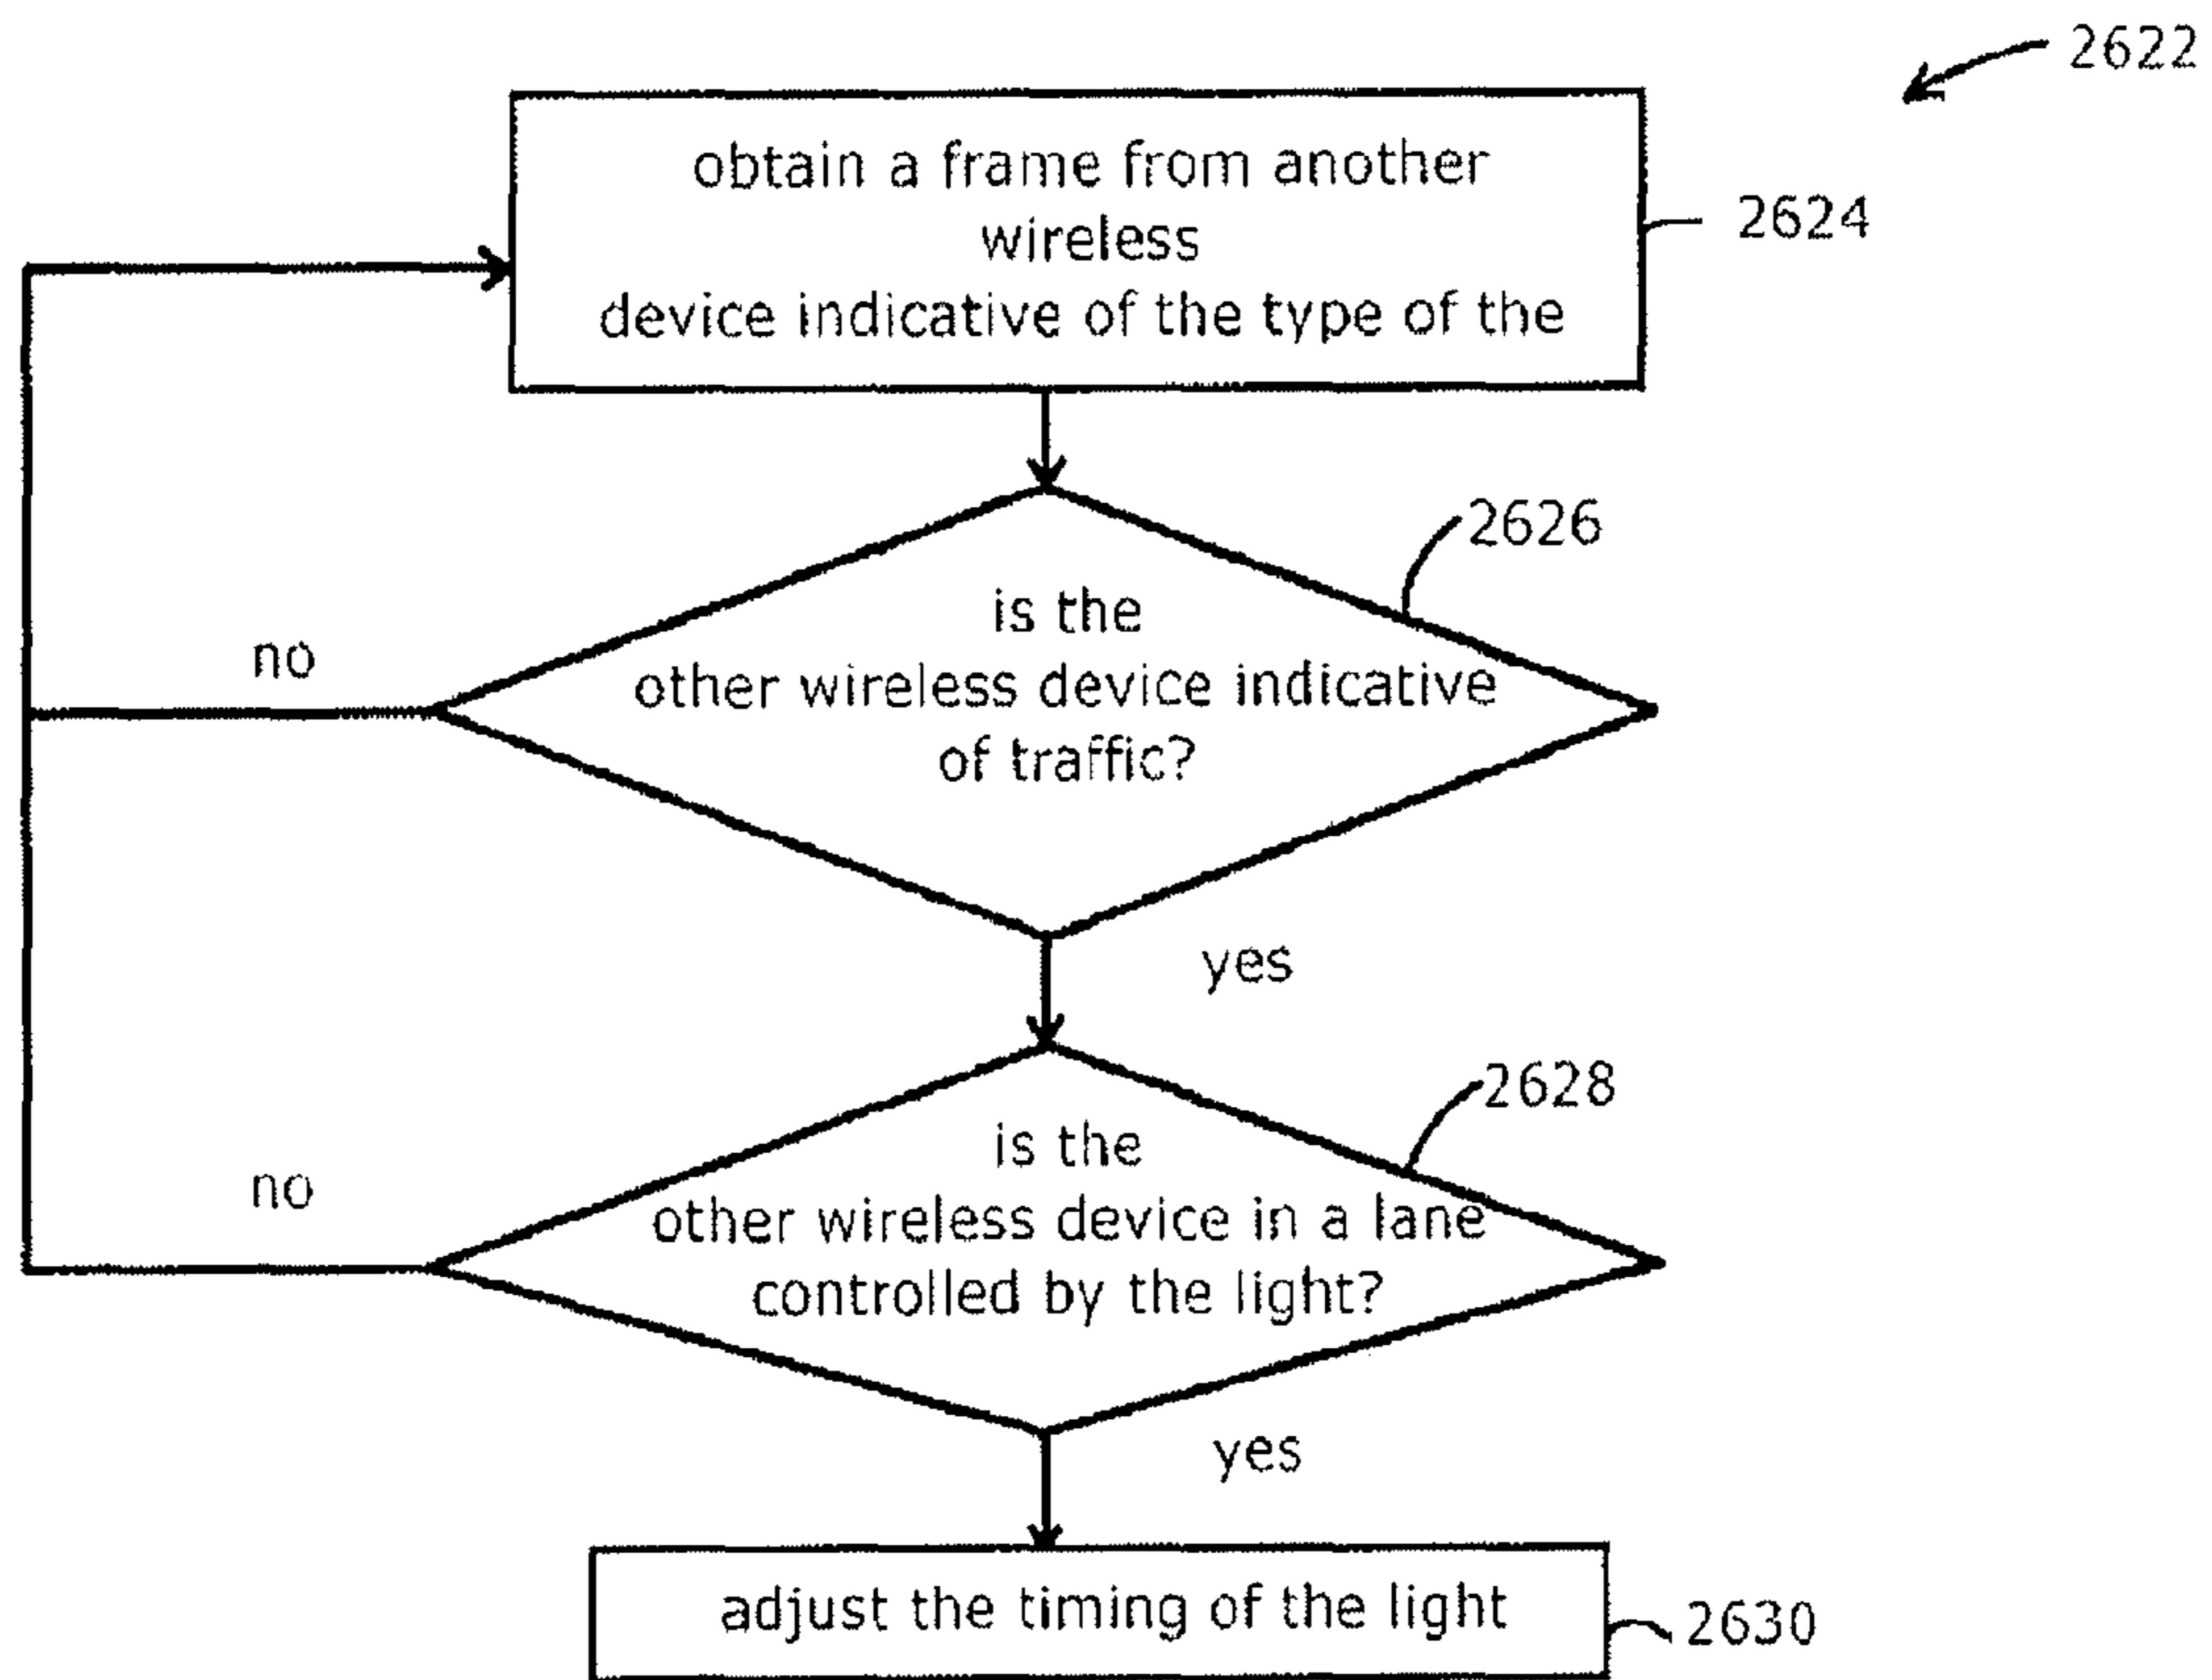 2622
obtain a frame from another
wireless
device indicative of the type of the
2624
2626
is the
other wireless device indicative
of traffic?
no
yes
2628
is the
other wireless device in a lane
controlled by the light?
no
yes
adjust the timing of the light
2630